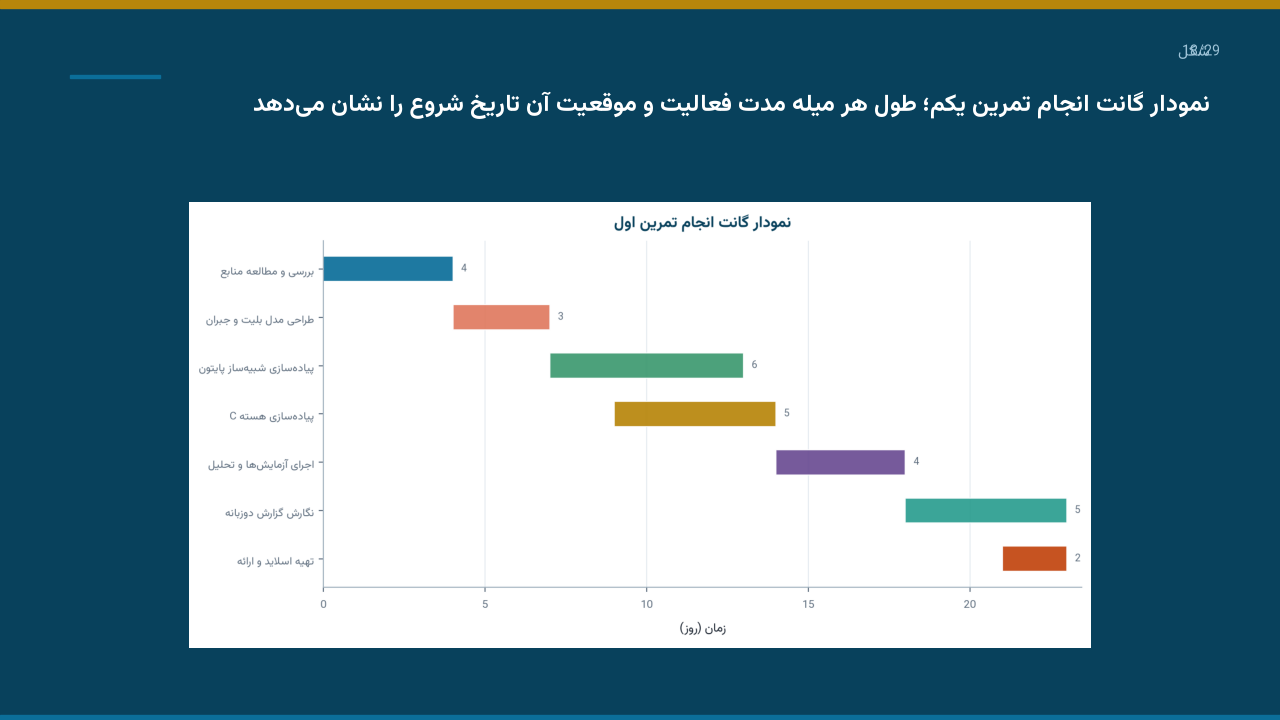 نمودار گانت انجام تمرین یکم؛ طول هر میله مدت فعالیت و موقعیت آن تاریخ شروع را نشان می‌دهد
نمودار گانت انجام تمرین اول
بررسی و مطالعه منابع 4
طراحی مدل بلیت و جبران 3
پیاده‌سازی شبیه‌ساز پایتون 6
پیاده‌سازی هسته C 5
اجرای آزمایش‌ها و تحلیل 4
نگارش گزارش دوزبانه 5
تهیه اسلاید و ارائه 2
0 5 10 15 20
زمان (روز)